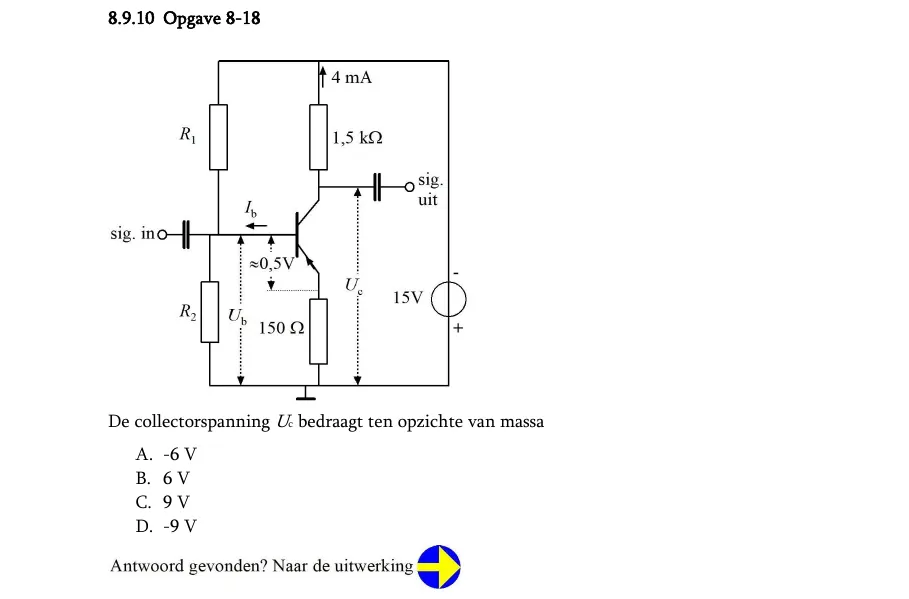 8.9.10 Opgave 8-18
4 mA
R1
1,5 kΩ
sig.
uit
Ib
sig. in
≈0,5V
Uc
-
15V
R2
Ub
150 Ω
+
De collectorspanning Uc bedraagt ten opzichte van massa
A. -6 V
B. 6 V
C. 9 V
D. -9 V
Antwoord gevonden? Naar de uitwerking